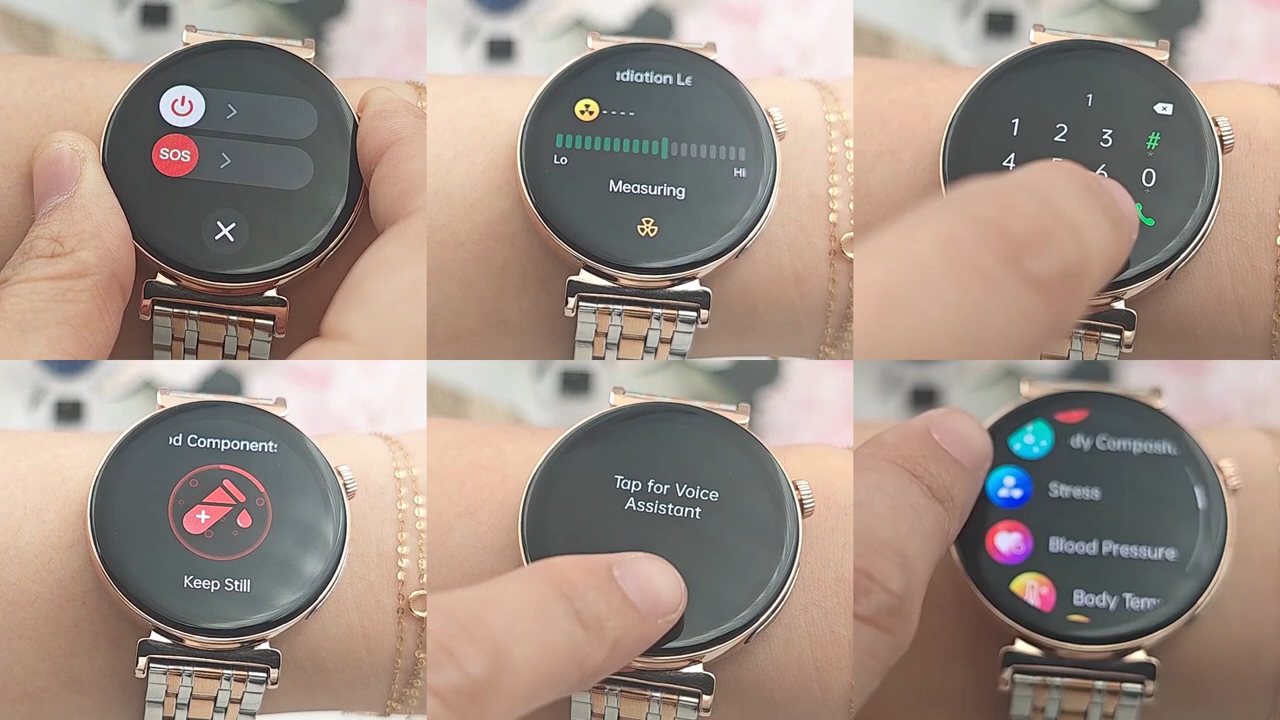 SOS
diation Le
----
Lo
Hi
Measuring
1
1 2 3 #
*
4 6 0
+
d Components
Keep Still
Tap for Voice
Assistant
dy Composit
Stress
Blood Pressure
Body Tem